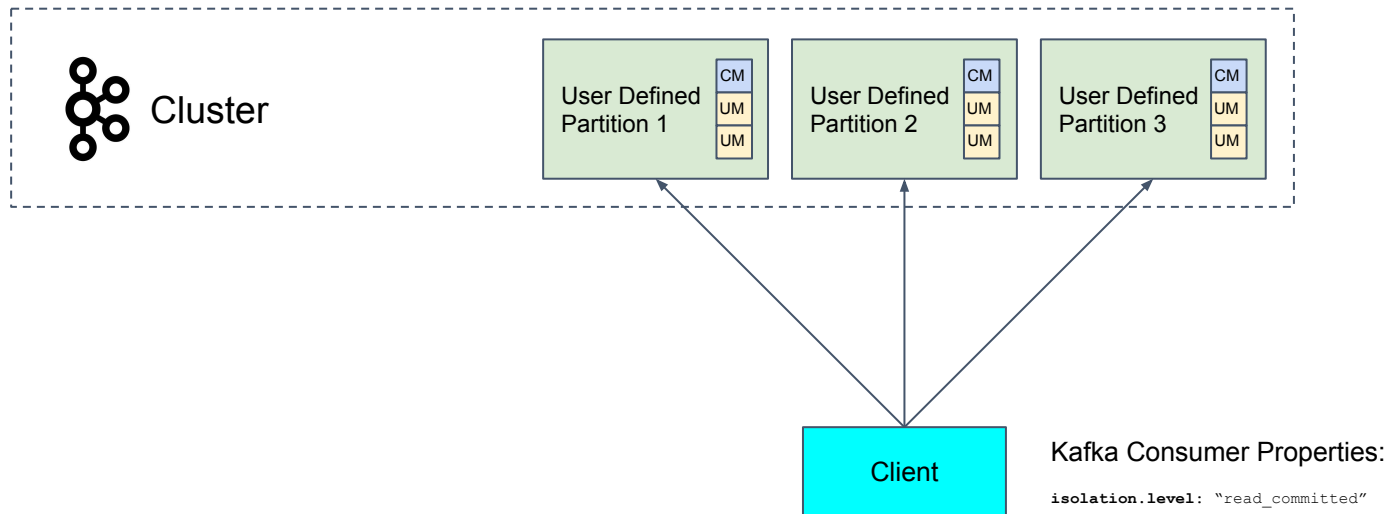 Cluster
User Defined
Partition 1
CM
UM
UM
User Defined
Partition 2
CM
UM
UM
User Defined
Partition 3
CM
UM
UM
Client
Kafka Consumer Properties:
isolation.level: “read_committed”